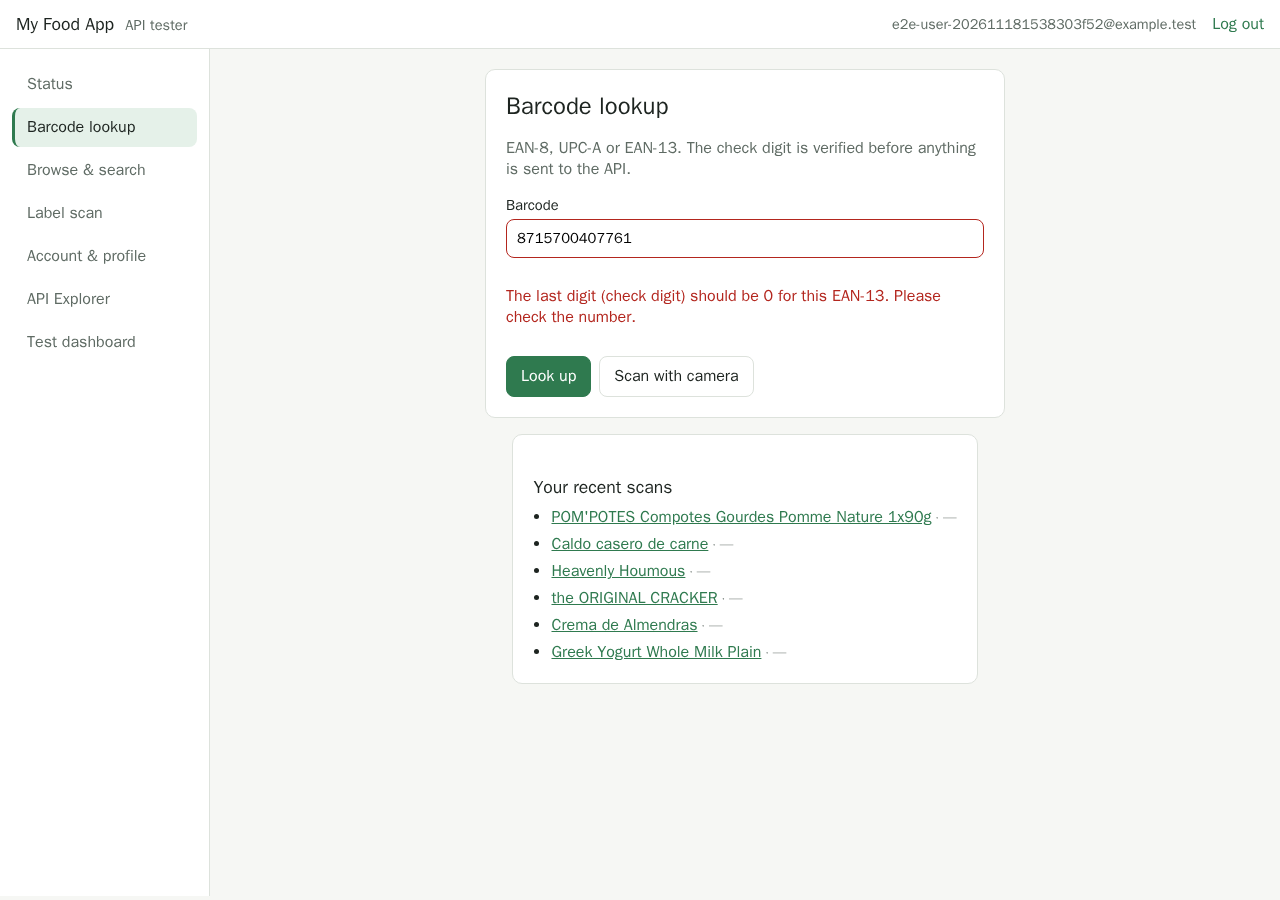 My Food App API tester
e2e-user-202611181538303f52@example.test Log out
Status
Barcode lookup
Browse & search
Label scan
Account & profile
API Explorer
Test dashboard
Barcode lookup
EAN-8, UPC-A or EAN-13. The check digit is verified before anything
is sent to the API.
Barcode
8715700407761
The last digit (check digit) should be 0 for this EAN-13. Please
check the number.
Look up Scan with camera
Your recent scans
POM'POTES Compotes Gourdes Pomme Nature 1x90g · —
Caldo casero de carne · —
Heavenly Houmous · —
the ORIGINAL CRACKER · —
Crema de Almendras · —
Greek Yogurt Whole Milk Plain · —